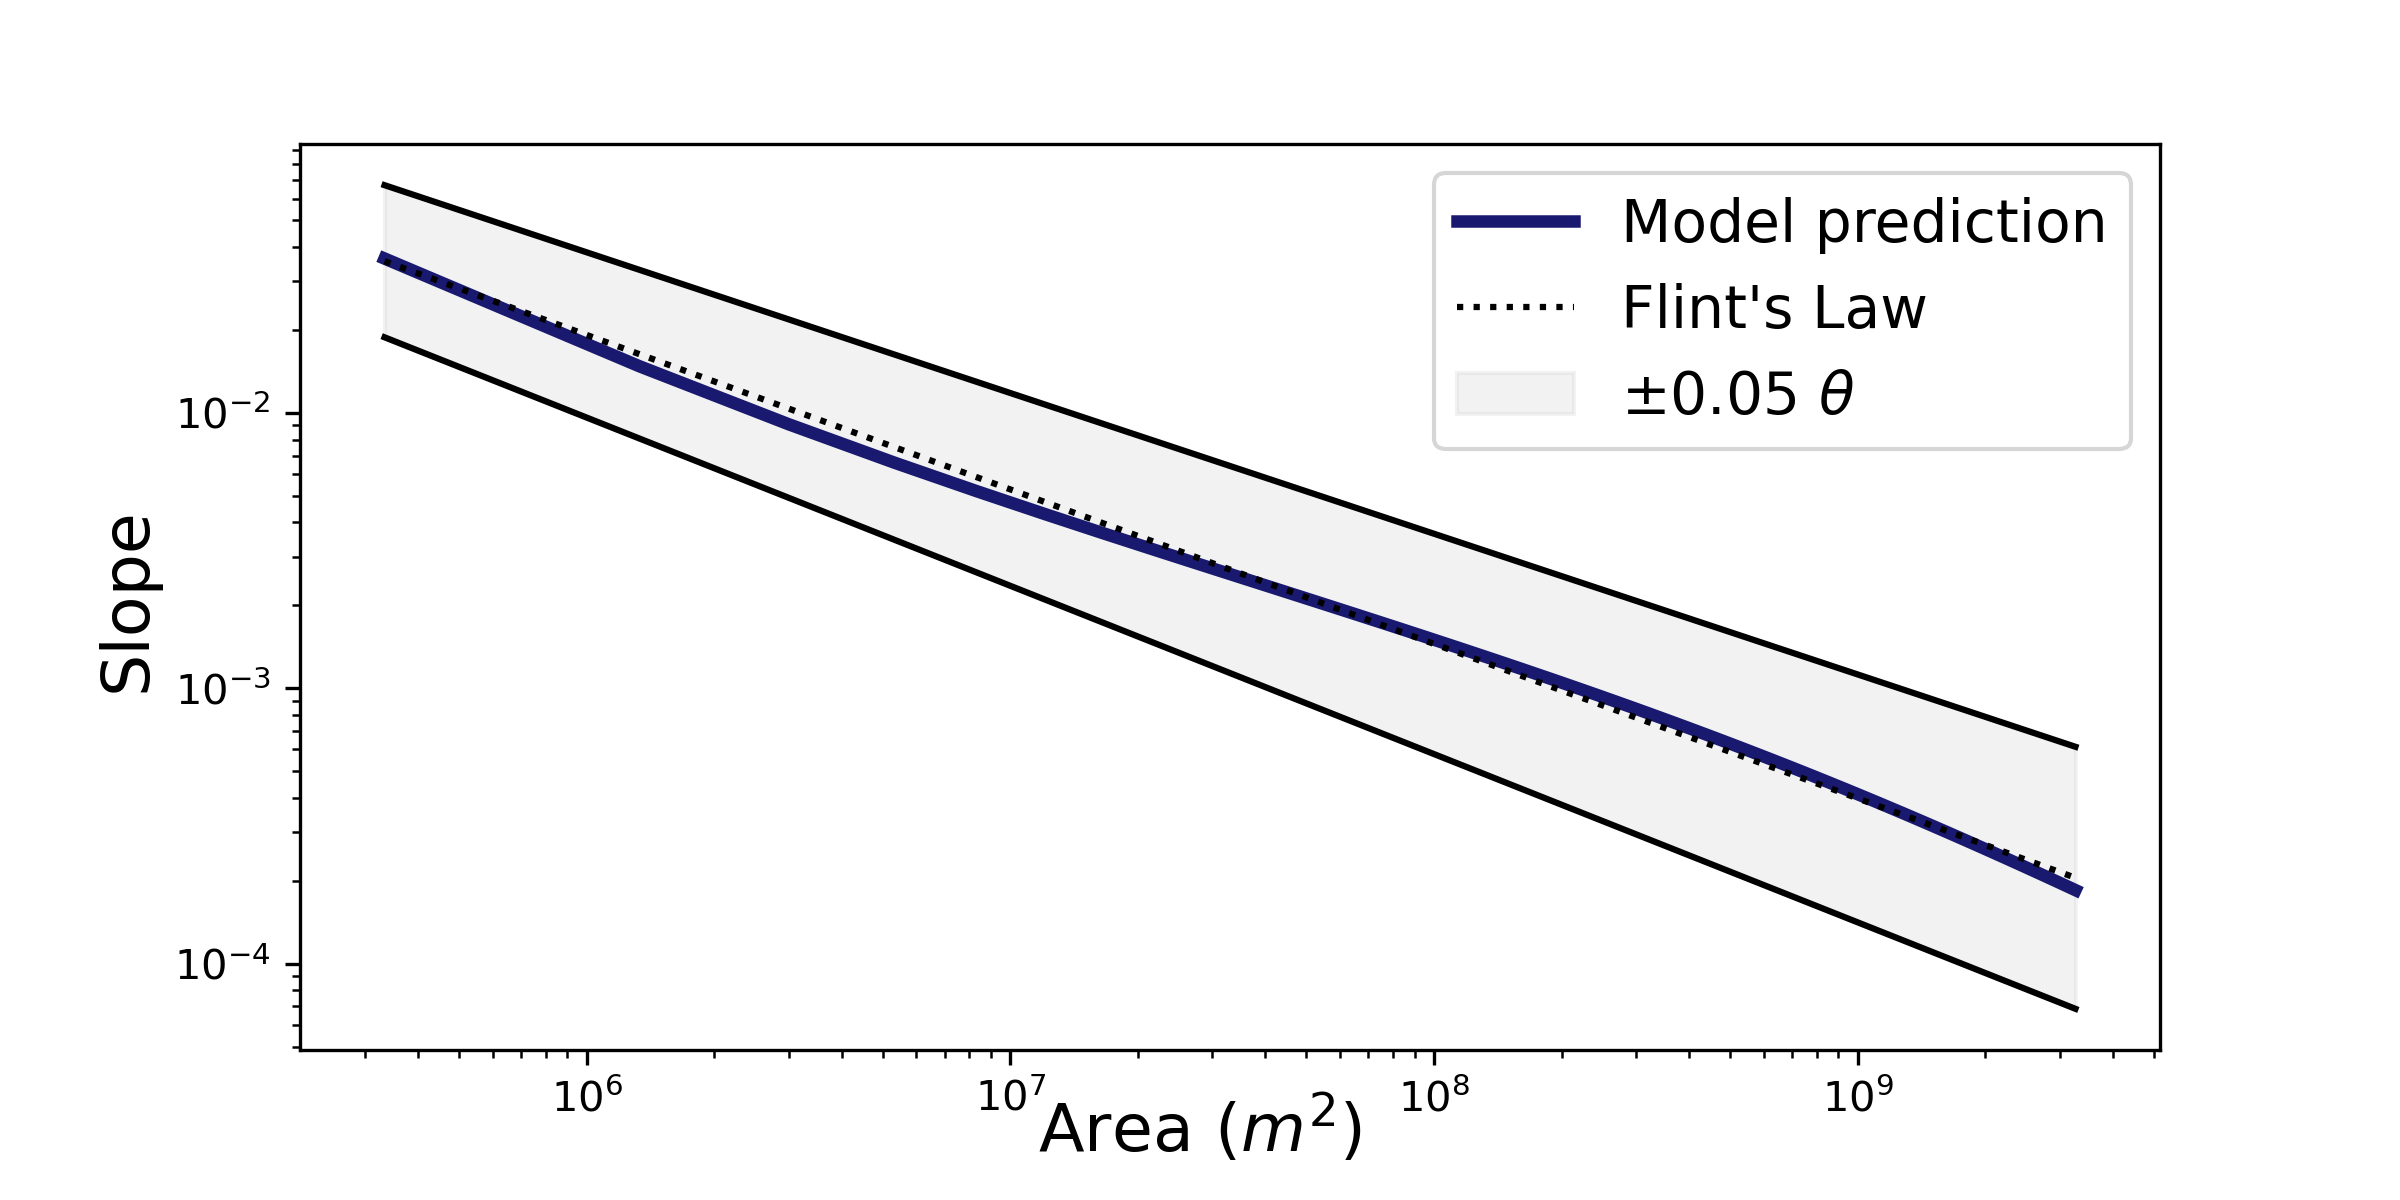 Model prediction
Flint's Law
±0.05 θ
Slope
10⁻²
10⁻³
10⁻⁴
10⁶
10⁷
10⁸
10⁹
Area (m²)